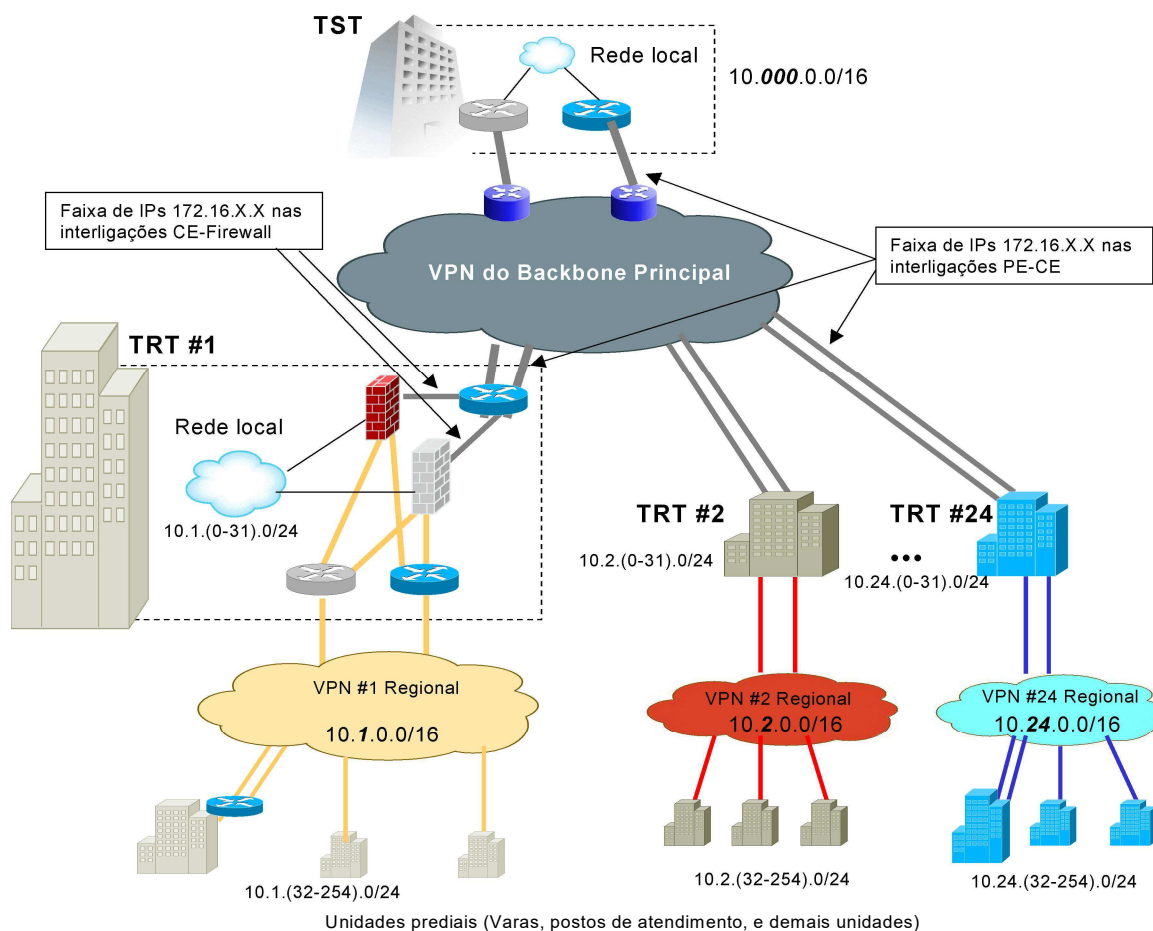 TST
Rede local
10.000.0.0/16
Faixa de IPs 172.16.X.X nas
interligações CE-Firewall
Faixa de IPs 172.16.X.X nas
interligações PE-CE
VPN do Backbone Principal
TRT #1
Rede local
10.1.(0-31).0/24
TRT #2
10.2.(0-31).0/24
TRT #24
...
10.24.(0-31).0/24
VPN #1 Regional
10.1.0.0/16
VPN #2 Regional
10.2.0.0/16
VPN #24 Regional
10.24.0.0/16
10.1.(32-254).0/24
10.2.(32-254).0/24
10.24.(32-254).0/24
Unidades prediais (Varas, postos de atendimento, e demais unidades)